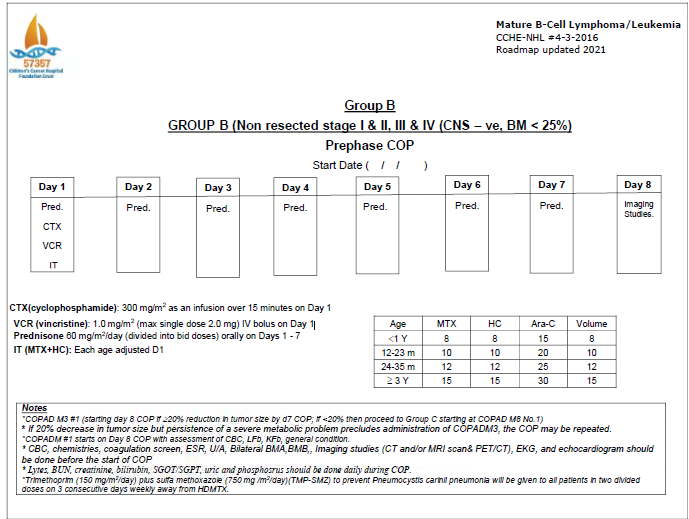 57357
Children's Cancer Hospital
Foundation Egypt
Mature B-Cell Lymphoma/Leukemia
CCHE-NHL #4-3-2016
Roadmap updated 2021
Group B
GROUP B (Non resected stage I & II, III & IV (CNS – ve, BM < 25%)
Prephase COP
Start Date ( / / )
Day 1 Day 2 Day 3 Day 4 Day 5 Day 6 Day 7 Day 8
Pred. Pred. Pred. Pred. Pred. Pred. Pred. Imaging
Studies.
CTX
VCR
IT
CTX(cyclophosphamide): 300 mg/m² as an infusion over 15 minutes on Day 1
VCR (vincristine): 1.0 mg/m² (max single dose 2.0 mg) IV bolus on Day 1
Prednisone 60 mg/m²/day (divided into bid doses) orally on Days 1 - 7
IT (MTX+HC): Each age adjusted D1
Age MTX HC Ara-C Volume
<1 Y 8 8 15 8
12-23 m 10 10 20 10
24-35 m 12 12 25 12
≥ 3 Y 15 15 30 15
Notes
*COPAD M3 #1 (starting day 8 COP if ≥20% reduction in tumor size by d7 COP; if <20% then proceed to Group C starting at COPAD M8 No.1)
* If 20% decrease in tumor size but persistence of a severe metabolic problem precludes administration of COPADM3, the COP may be repeated.
*COPADM #1 starts on Day 8 COP with assessment of CBC, LFb, KFb, general condition.
* CBC, chemistries, coagulation screen, ESR, U/A, Bilateral BMA,BMB,, Imaging studies (CT and/or MRI scan& PET/CT), EKG, and echocardiogram should
be done before the start of COP
* Lytes, BUN, creatinine, bilirubin, SGOT/SGPT, uric and phosphosrus should be done daily during COP.
*Trimethoprim (150 mg/m²/day) plus sulfa methoxazole (750 mg /m²/day)(TMP-SMZ) to prevent Pneumocystis carinii pneumonia will be given to all patients in two divided
doses on 3 consecutive days weekly away from HDMTX.